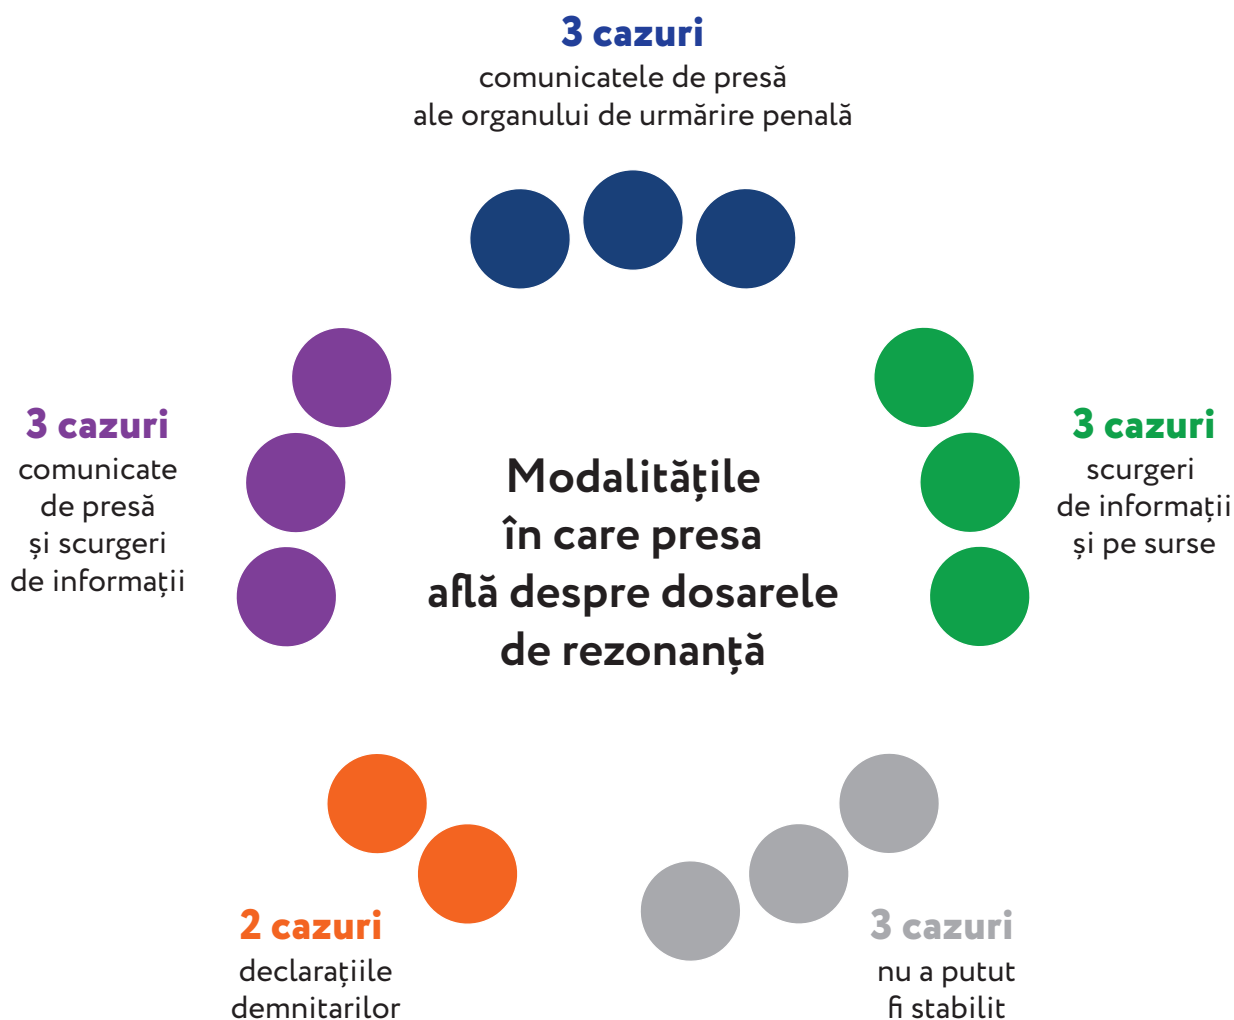 3 cazuri
comunicatele de presă
ale organului de urmărire penală
3 cazuri
comunicate
de presă
și scurgeri
de informații
Modalitățile
în care presa
află despre dosarele
de rezonanță
3 cazuri
scurgeri
de informații
și pe surse
2 cazuri
declarațiile
demnitarilor
3 cazuri
nu a putut
fi stabilit